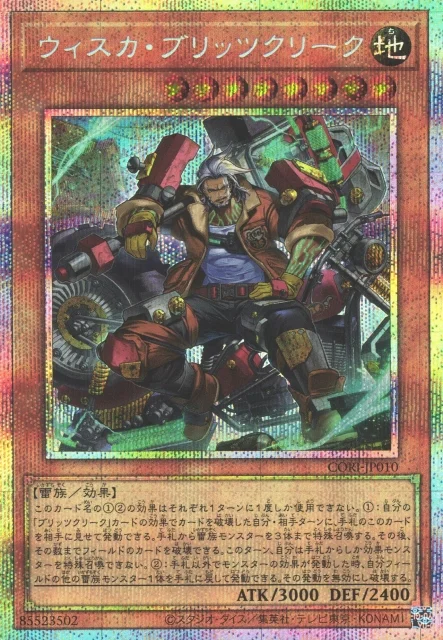 ウィスカ・ブリッツクリーク
地
CORI-JP010
【雷族／効果】
このカード名の①②の効果はそれぞれ１ターンに１度しか使用できない。①：自分の
「ブリッツクリーク」カードの効果でカードを破壊した自分・相手ターンに、手札のこのカード
を相手に見せて発動できる。手札から雷族モンスターを３体まで特殊召喚する。その後、
その数までフィールドのカードを破壊できる。このターン、自分は手札からしか効果モンス
ターを特殊召喚できない。②：手札以外でモンスターの効果が発動した時、自分フィー
ルドの他の雷族モンスター１体を手札に戻して発動できる。その発動を無効にし破壊する。
ATK/3000 DEF/2400
85523502 ©スタジオ・ダイス／集英社・テレビ東京・KONAMI